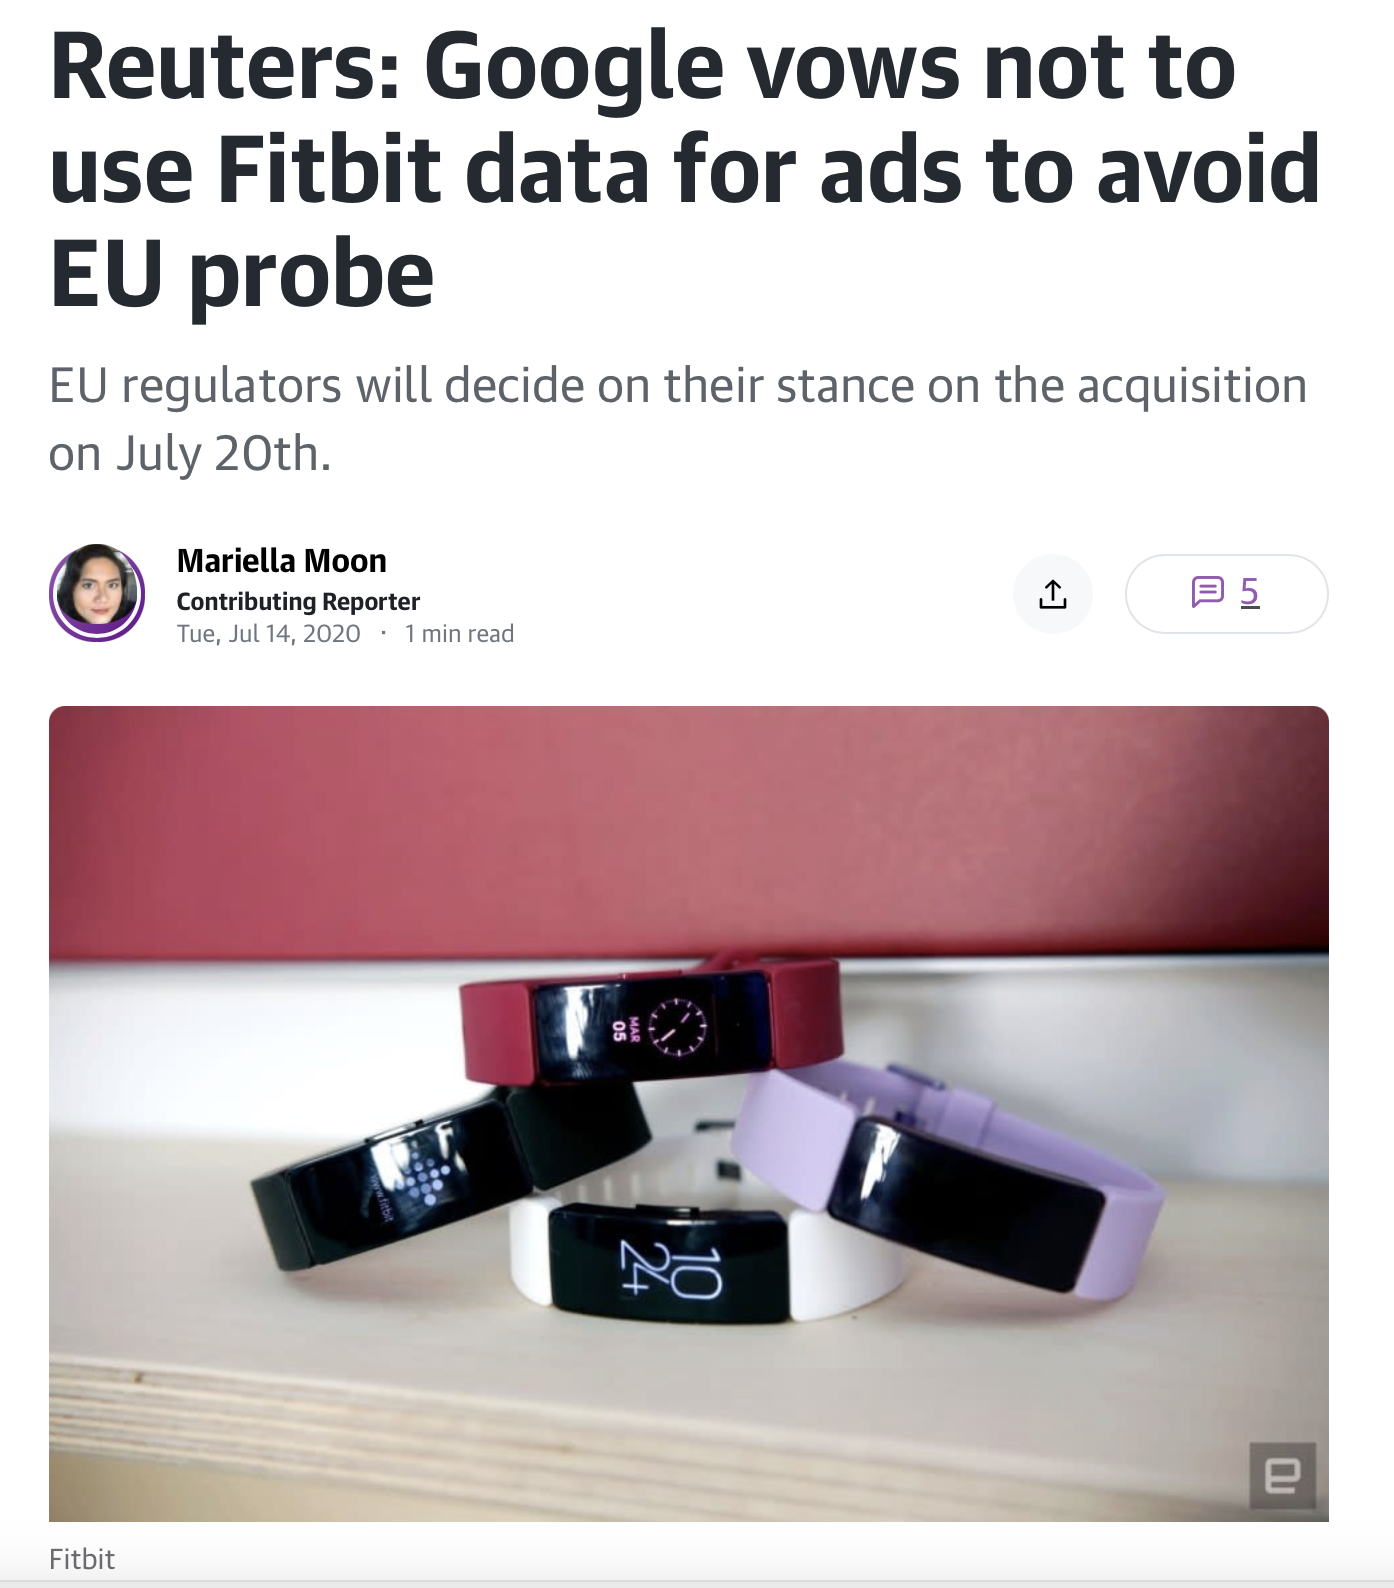 Reuters: Google vows not to
use Fitbit data for ads to avoid
EU probe
EU regulators will decide on their stance on the acquisition
on July 20th.
Mariella Moon
Contributing Reporter
Tue, Jul 14, 2020 · 1 min read
5
MAR
05
fitbit
10
24
e
Fitbit